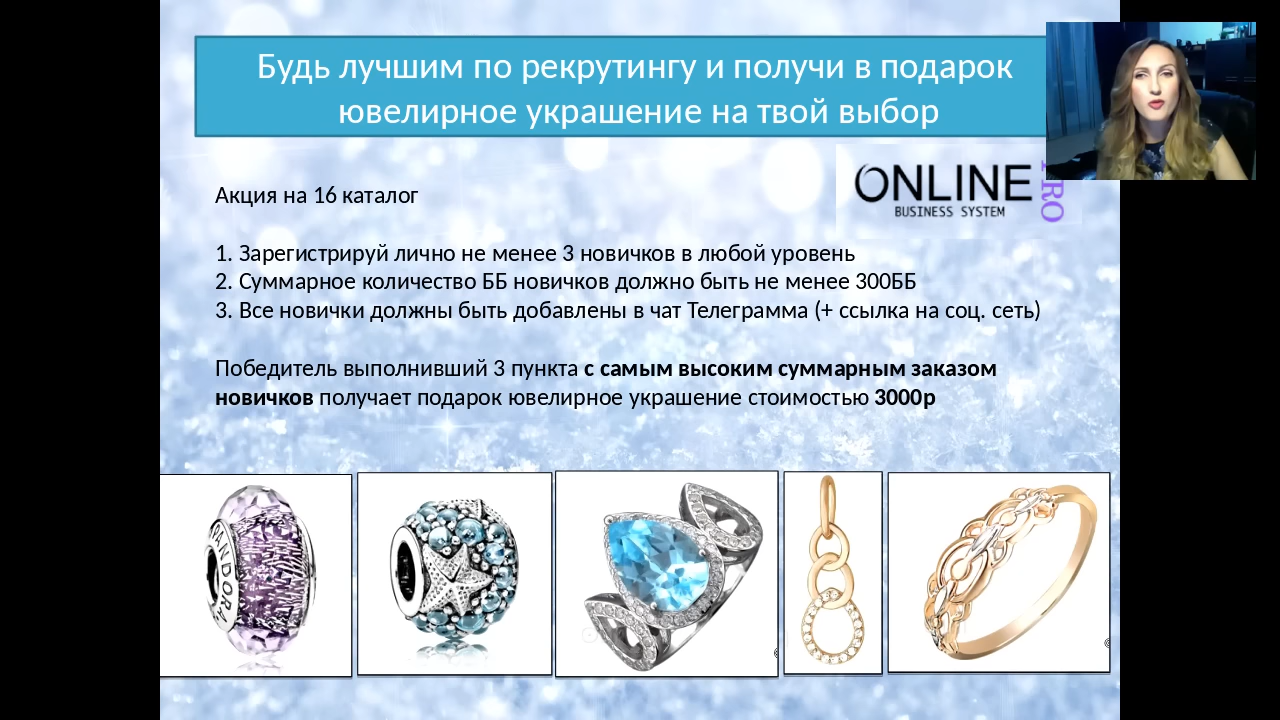 Будь лучшим по рекрутингу и получи в подарок
ювелирное украшение на твой выбор
ONLINE
BUSINESS SYSTEM
PRO
Акция на 16 каталог
1. Зарегистрируй лично не менее 3 новичков в любой уровень
2. Суммарное количество ББ новичков должно быть не менее 300ББ
3. Все новички должны быть добавлены в чат Телеграмма (+ ссылка на соц. сеть)
Победитель выполнивший 3 пункта с самым высоким суммарным заказом
новичков получает подарок ювелирное украшение стоимостью 3000р
PANDORA